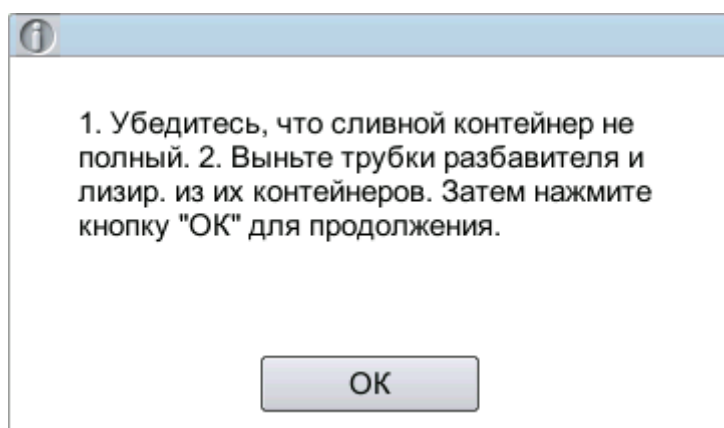 1. Убедитесь, что сливной контейнер не
полный. 2. Выньте трубки разбавителя и
лизир. из их контейнеров. Затем нажмите
кнопку "ОК" для продолжения.
ОК